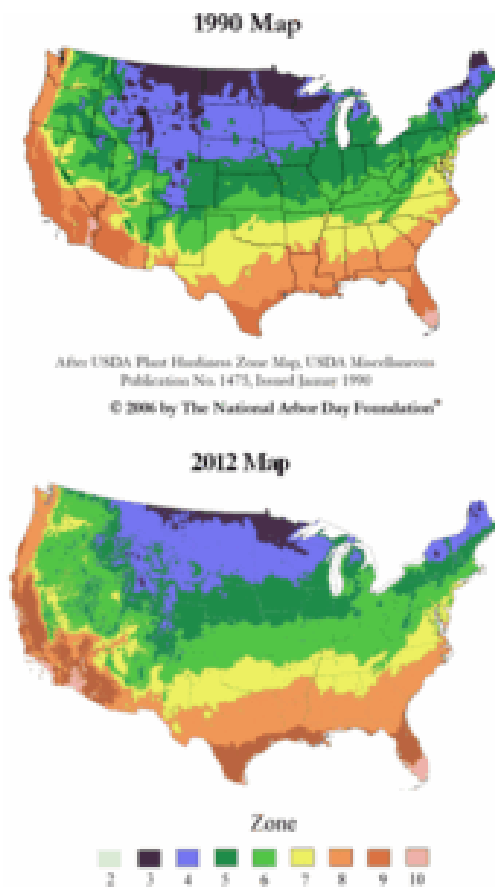 1990 Map
After USDA Plant Hardiness Zone Map, USDA Miscellaneous
Publication No. 1475, Issued January 1990
© 2006 by The National Arbor Day Foundation®
2012 Map
Zone
2 3 4 5 6 7 8 9 10